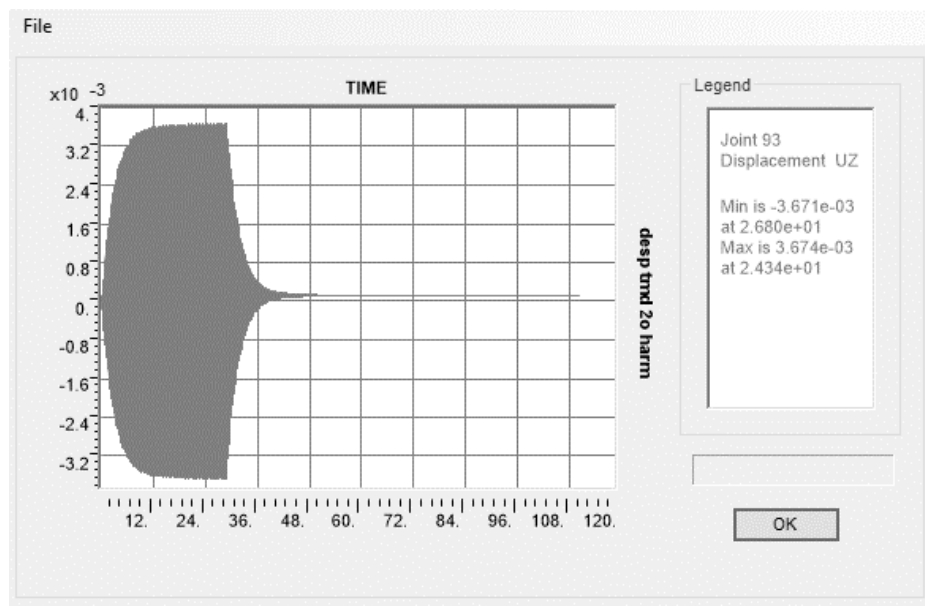 File
x10 -3
TIME
4.
3.2
2.4
1.6
0.8
0.
-0.8
-1.6
-2.4
-3.2
12. 24. 36. 48. 60. 72. 84. 96. 108. 120.
desp tmd 2o harm
Legend
Joint 93
Displacement UZ
Min is -3.671e-03
at 2.680e+01
Max is 3.674e-03
at 2.434e+01
OK